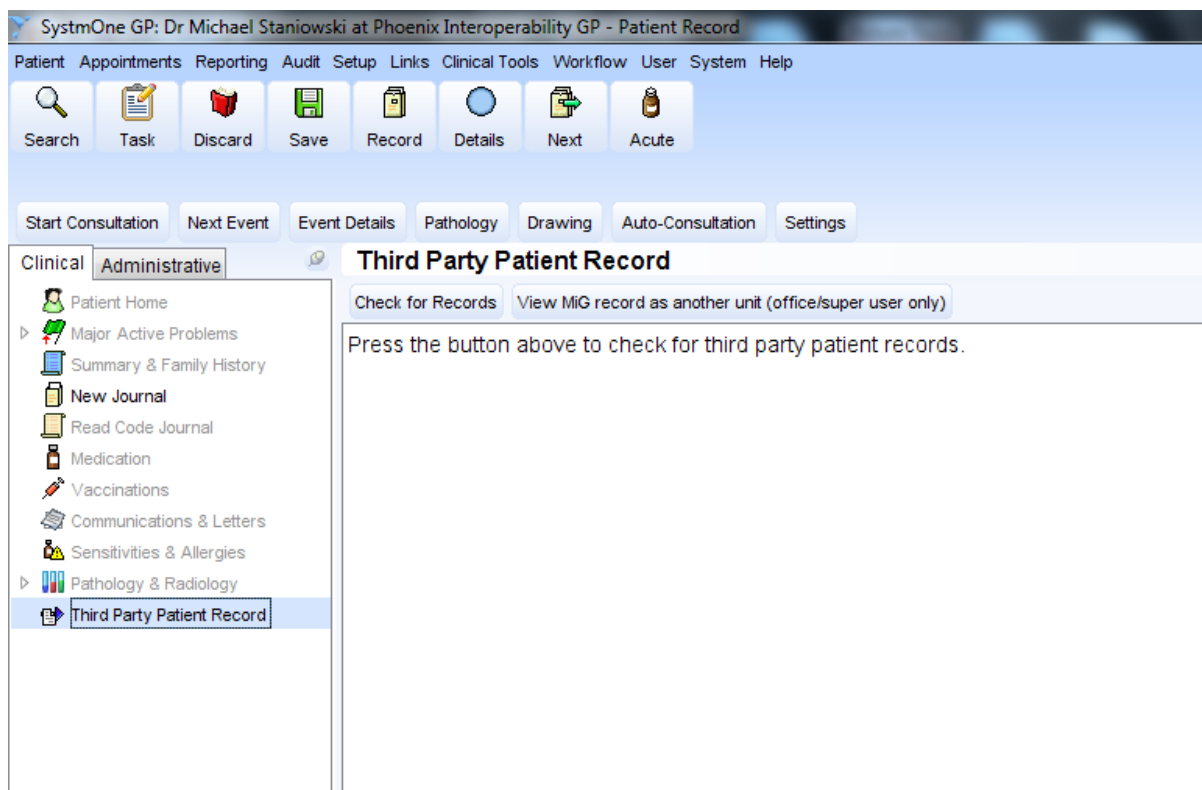 SystmOne GP: Dr Michael Staniowski at Phoenix Interoperability GP - Patient Record
Patient Appointments Reporting Audit Setup Links Clinical Tools Workflow User System Help
Search Task Discard Save Record Details Next Acute
Start Consultation Next Event Event Details Pathology Drawing Auto-Consultation Settings
Clinical Administrative
Patient Home
Major Active Problems
Summary & Family History
New Journal
Read Code Journal
Medication
Vaccinations
Communications & Letters
Sensitivities & Allergies
Pathology & Radiology
Third Party Patient Record
Third Party Patient Record
Check for Records View MiG record as another unit (office/super user only)
Press the button above to check for third party patient records.